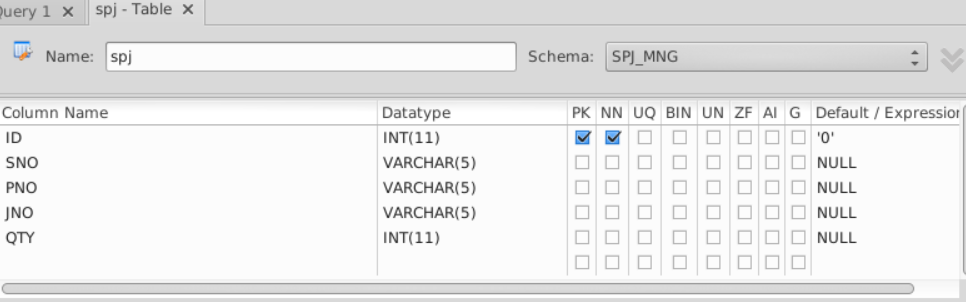 Query 1 spj - Table
Name: spj Schema: SPJ_MNG
Column Name Datatype PK NN UQ BIN UN ZF AI G Default / Expression
ID INT(11) '0'
SNO VARCHAR(5) NULL
PNO VARCHAR(5) NULL
JNO VARCHAR(5) NULL
QTY INT(11) NULL